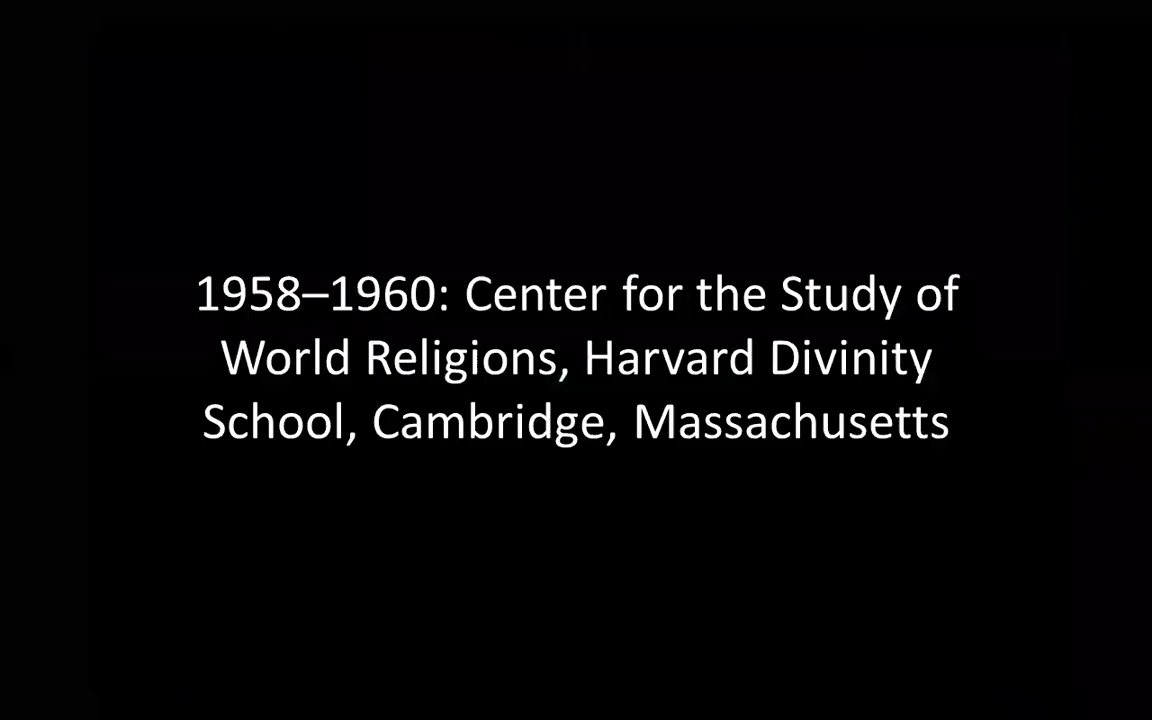 1958–1960: Center for the Study of
World Religions, Harvard Divinity
School, Cambridge, Massachusetts